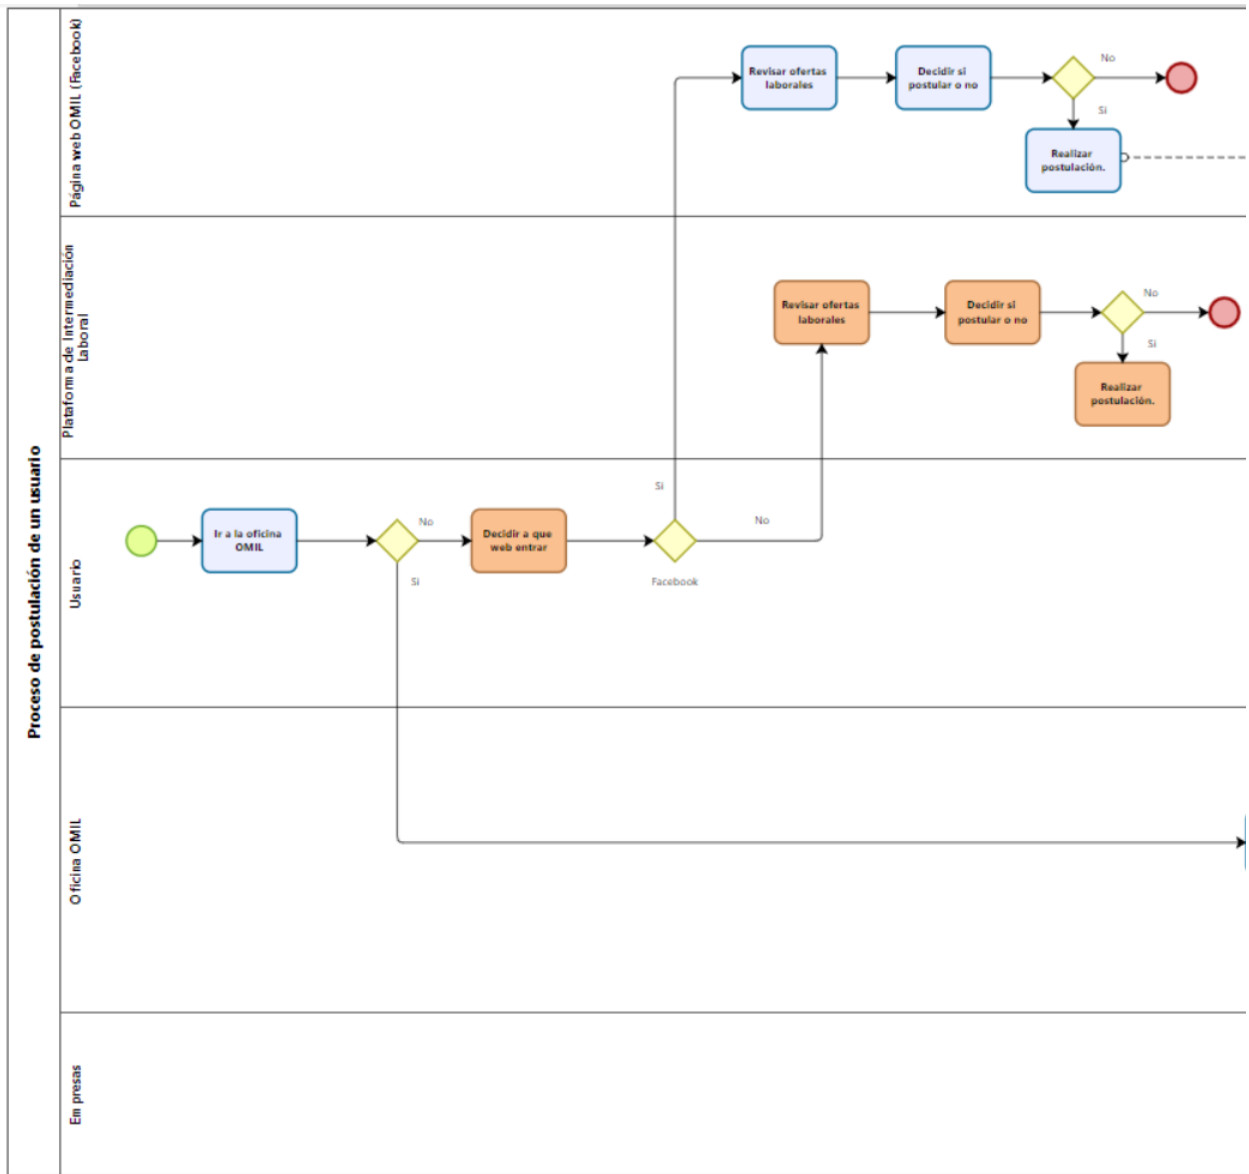 Proceso de postulación de un usuario
Página web OMIL (Facebook)
Revisar ofertas
laborales
Decidir si
postular o no
No
Si
Realizar
postulación.
Plataforma de Intermediación
Laboral
Revisar ofertas
laborales
Decidir si
postular o no
No
Si
Realizar
postulación.
Usuario
Ir a la oficina
OMIL
No
Si
Decidir a que
web entrar
Si
No
Facebook
Oficina OMIL
Empresas